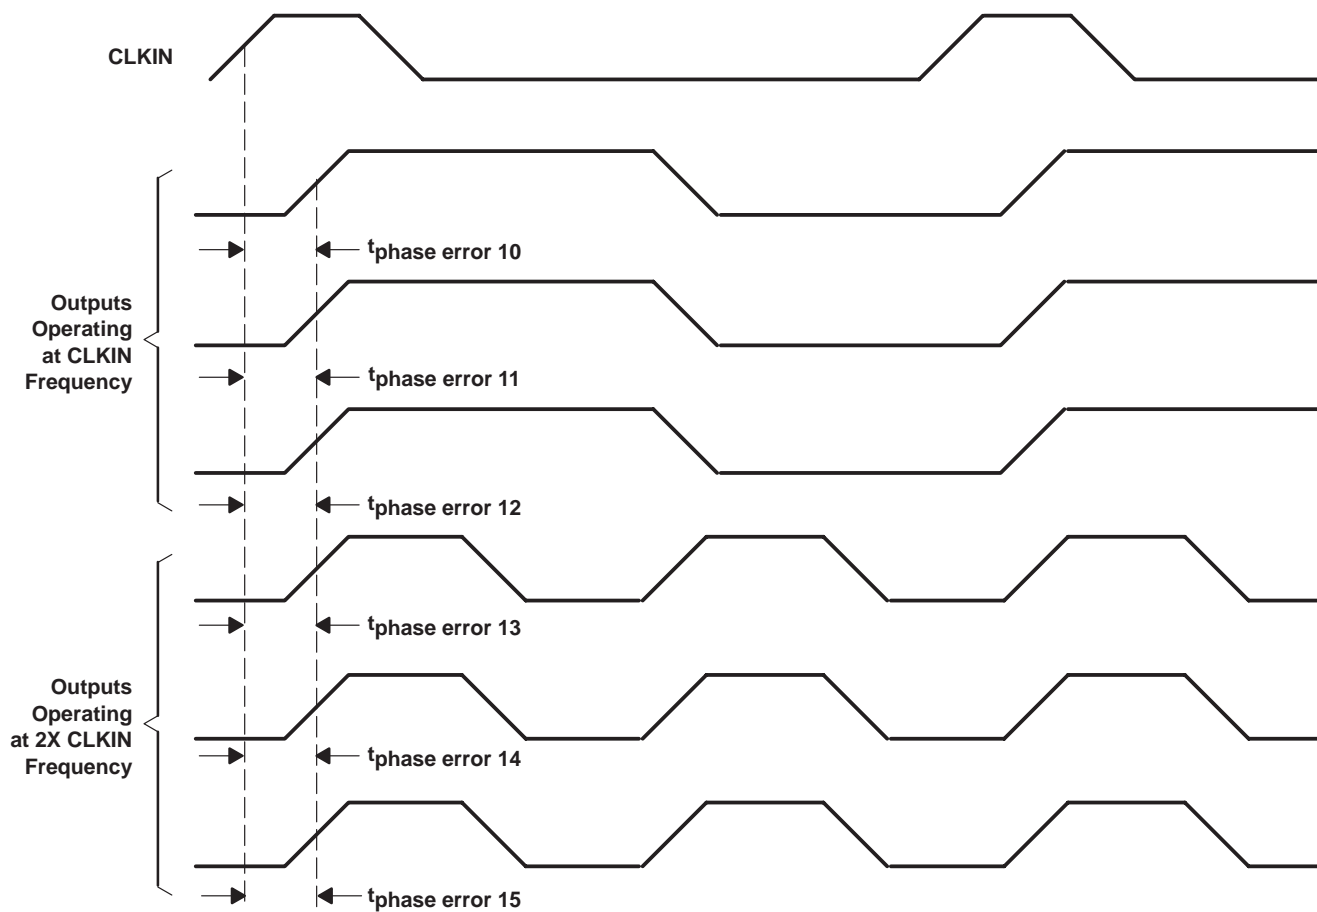 CLKIN
tphase error 10
Outputs
Operating
at CLKIN
Frequency
tphase error 11
tphase error 12
tphase error 13
Outputs
Operating
at 2X CLKIN
Frequency
tphase error 14
tphase error 15